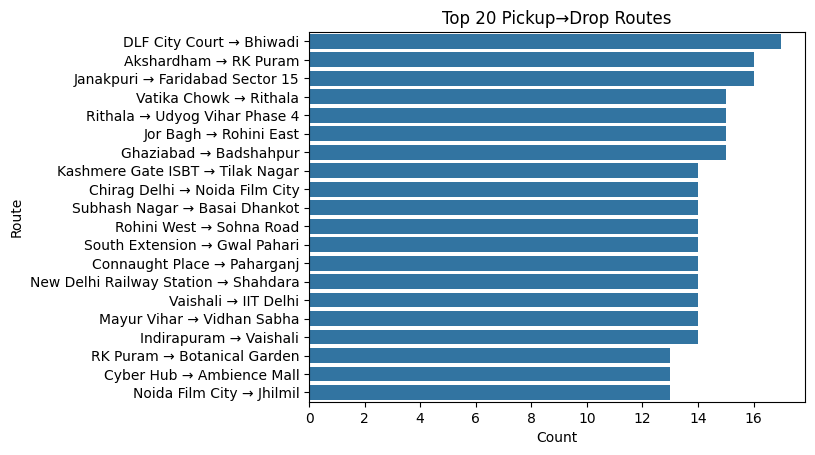 Top 20 Pickup→Drop Routes
DLF City Court → Bhiwadi
Akshardham → RK Puram
Janakpuri → Faridabad Sector 15
Vatika Chowk → Rithala
Rithala → Udyog Vihar Phase 4
Jor Bagh → Rohini East
Ghaziabad → Badshahpur
Kashmere Gate ISBT → Tilak Nagar
Chirag Delhi → Noida Film City
Subhash Nagar → Basai Dhankot
Rohini West → Sohna Road
South Extension → Gwal Pahari
Connaught Place → Paharganj
New Delhi Railway Station → Shahdara
Vaishali → IIT Delhi
Mayur Vihar → Vidhan Sabha
Indirapuram → Vaishali
RK Puram → Botanical Garden
Cyber Hub → Ambience Mall
Noida Film City → Jhilmil
Route
0 2 4 6 8 10 12 14 16
Count